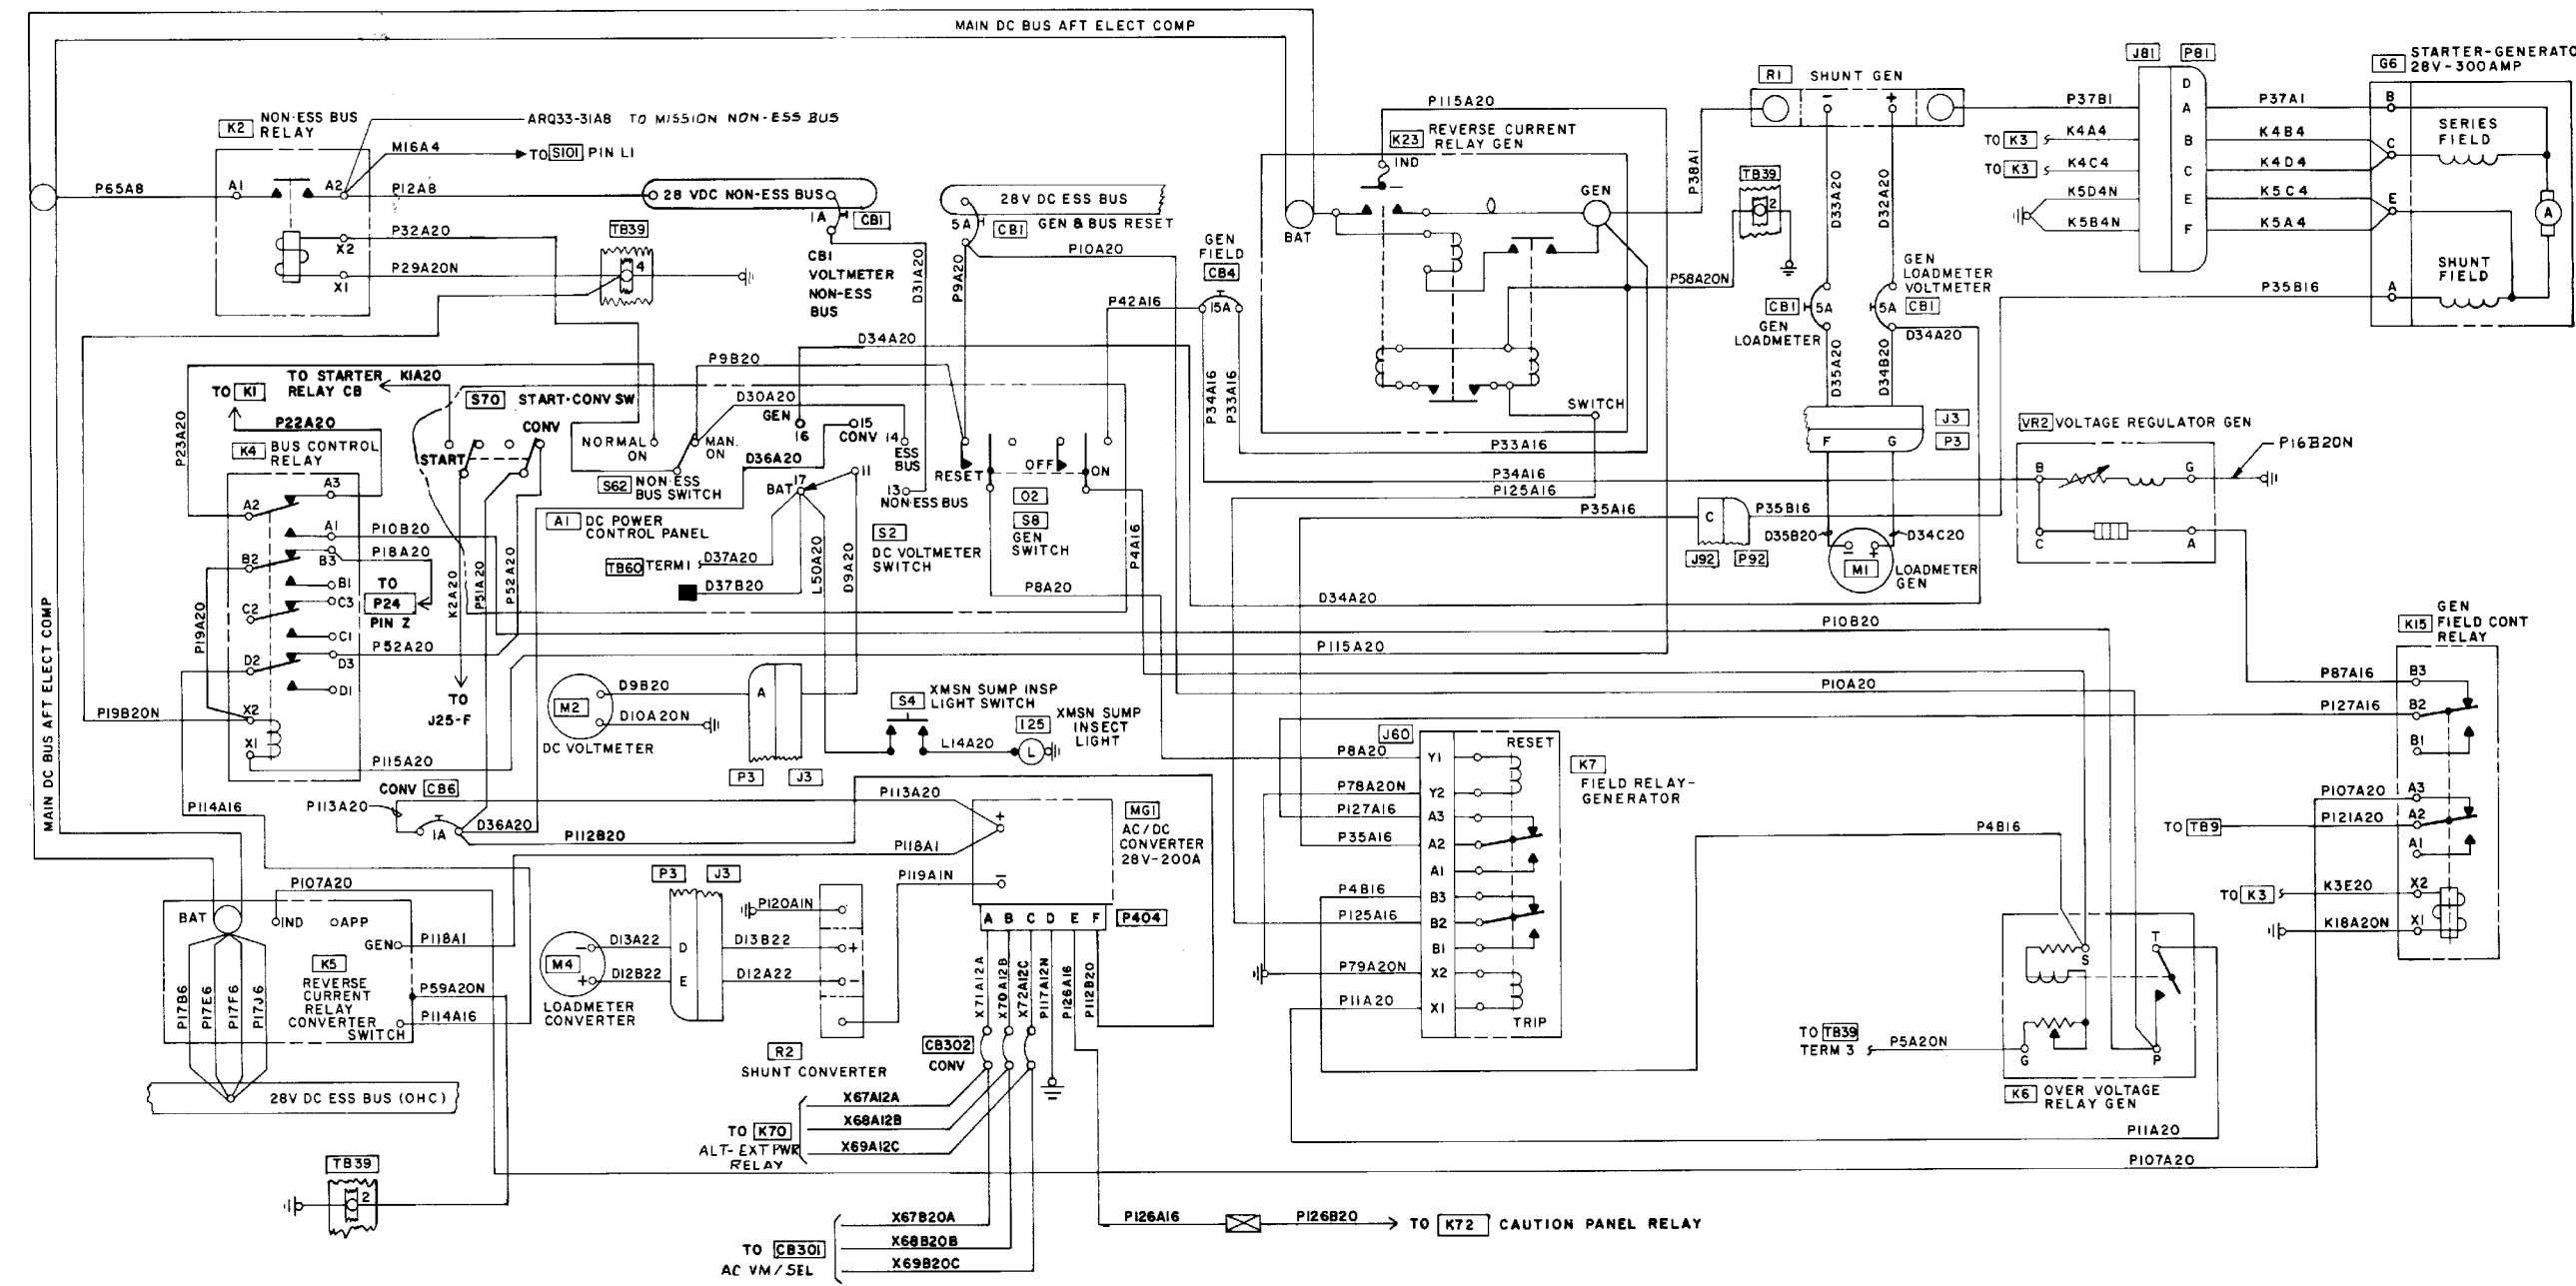 MAIN DC BUS AFT ELECT COMP
K2 NON-ESS BUS
RELAY
ARQ33-31A8 TO MISSION NON-ESS BUS
M16A4
TO S101 PIN L1
P65A8
A1
A2
P12A8
28 VDC NON-ESS BUS
1A
CB1
CB1
VOLTMETER
NON-ESS
BUS
D31A20
P32A20
X2
P29A20N
X1
TB39
4
28V DC ESS BUS
5A
CB1
GEN & BUS RESET
P10A20
P9A20
P115A20
K23 REVERSE CURRENT
RELAY GEN
IND
BAT
GEN
SWITCH
GEN
FIELD
CB4
15A
P42A16
P34A16
P33A16
P38A1
R1 SHUNT GEN
-
+
TB39
2
P58A20N
D33A20
D32A20
GEN
LOADMETER
VOLTMETER
CB1 5A
5A CB1
GEN
LOADMETER
D34A20
D35A20
D34B20
J81
P81
D
A
B
C
E
F
P37B1
P37A1
TO K3
K4A4
K4B4
TO K3
K4C4
K4D4
K5D4N
K5C4
K5B4N
K5A4
P35B16
G6 STARTER-GENERATO
28V-300AMP
B
C
E
A
SERIES
FIELD
SHUNT
FIELD
A
D34A20
P9B20
TO STARTER
RELAY CB
K1A20
TO K1
P22A20
P23A20
K4 BUS CONTROL
RELAY
S70 START-CONV SW
START
CONV
NORMAL
ON
MAN.
ON
D30A20
S62 NON-ESS
BUS SWITCH
GEN
16
15
CONV
14
ESS
BUS
D36A20
11
BAT
17
13
NON-ESS BUS
RESET
OFF
ON
O2
S8
GEN
SWITCH
P33A16
P34A16
P125A16
P35A16
C
J92
P92
P35B16
J3
P3
F
G
D35B20
D34C20
-
+
M1
LOADMETER
GEN
VR2 VOLTAGE REGULATOR GEN
P16B20N
B
G
C
A
A1 DC POWER
CONTROL PANEL
S2
DC VOLTMETER
SWITCH
TB60 TERM 1
D37A20
D37B20
L50A20
D9A20
P4A16
P8A20
D34A20
A3
A2
A1
P10B20
P18A20
B2
B3
B1
TO
P24
PIN Z
C2
C3
C1
P19A20
P52A20
D2
D3
D1
X2
X1
K2A20
P51A20
P52A20
TO
J25-F
P19B20N
P115A20
P10B20
P115A20
P10A20
M2
DC VOLTMETER
D9B20
D10A20N
A
P3
J3
S4
XMSN SUMP INSP
LIGHT SWITCH
L14A20
I25
XMSN SUMP
INSECT
LIGHT
L
K15
GEN
FIELD CONT
RELAY
P87A16
B3
P127A16
B2
B1
P107A20
A3
TO TB9
P121A20
A2
A1
TO K3
K3E20
X2
K18A20N
X1
J60
K7
FIELD RELAY-
GENERATOR
RESET
TRIP
P8A20
Y1
P78A20N
Y2
P127A16
A3
P35A16
A2
A1
P4B16
B3
P125A16
B2
B1
P79A20N
X2
P11A20
X1
P4B16
S
T
G
P
TO TB39
TERM 3
P5A20N
K6 OVER VOLTAGE
RELAY GEN
P11A20
P107A20
MAIN DC BUS AFT ELECT COMP
P114A16
P113A20
CONV CB6
1A
D36A20
P112B20
P113A20
P118A1
P119A1N
+
-
MG1
AC/DC
CONVERTER
28V-200A
A B C D E F
P404
P107A20
BAT
IND
APP
GEN
P118A1
K5
REVERSE
CURRENT
RELAY
CONVERTER
SWITCH
P59A20N
P114A16
P17B6
P17E6
P17F6
P17J6
28V DC ESS BUS (OHC)
TB39
2
M4
-
+
LOADMETER
CONVERTER
D13A22
D12B22
P3
J3
D
E
D13B22
D12A22
P120A1N
+
-
R2
SHUNT CONVERTER
X71A12A
X70A12B
X72A12C
P117A12N
P126A16
P112B20
CB302
CONV
X67A12A
X68A12B
X69A12C
TO K70
ALT-EXT PWR
RELAY
X67B20A
X68B20B
X69B20C
TO CB301
AC VM/SEL
P126A16
P126B20
TO K72 CAUTION PANEL RELAY